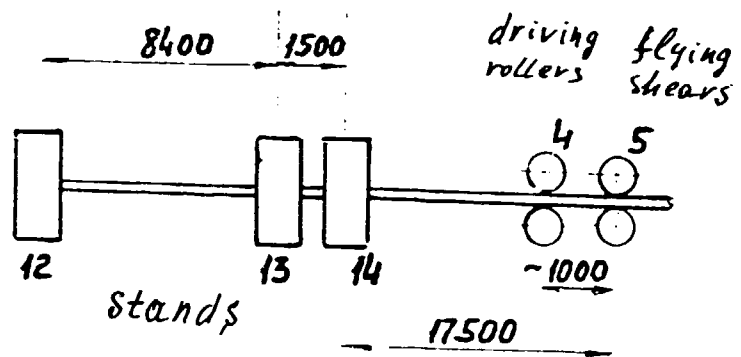 8400
1500
driving
rollers
flying
shears
4
5
12
13
14
~1000
stands
17500